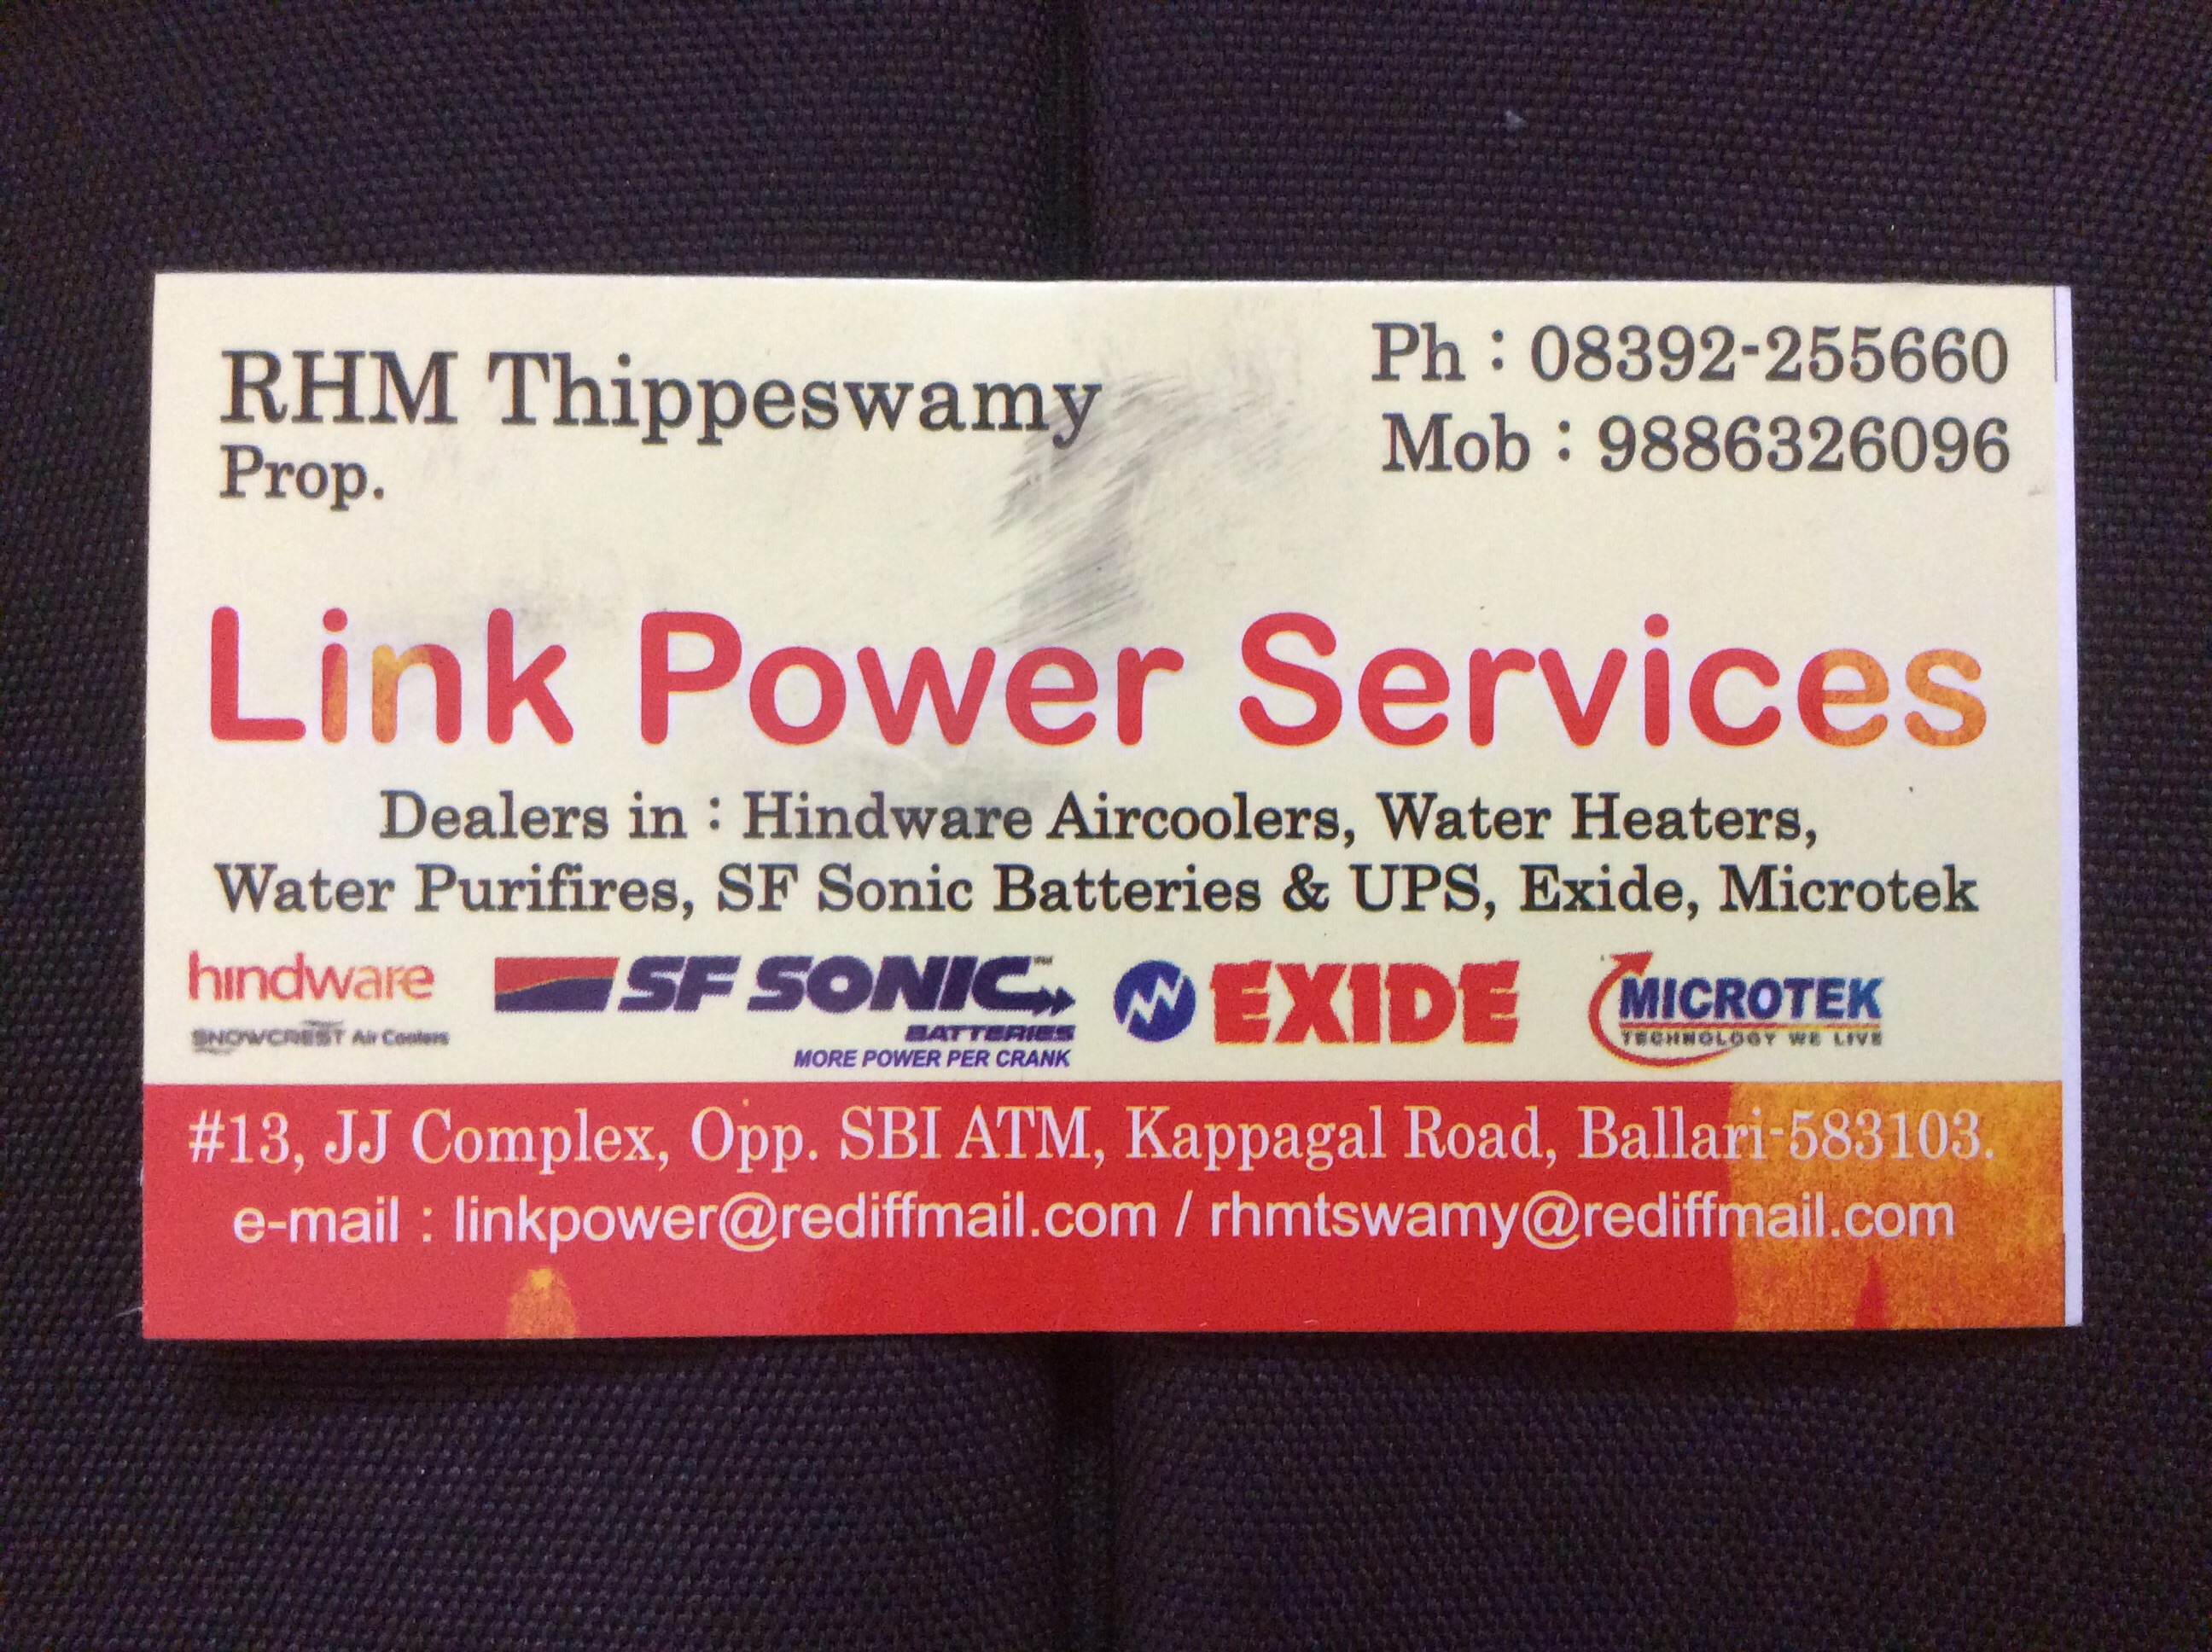 RHM Thippeswamy
Prop.
Ph : 08392-255660
Mob : 9886326096
Link Power Services
Dealers in : Hindware Aircoolers, Water Heaters,
Water Purifires, SF Sonic Batteries & UPS, Exide, Microtek
hindware
SNOWCREST Air Coolers
SF SONIC™
BATTERIES
MORE POWER PER CRANK
EXIDE
MICROTEK
TECHNOLOGY WE LIVE
#13, JJ Complex, Opp. SBI ATM, Kappagal Road, Ballari-583103.
e-mail : linkpower@rediffmail.com / rhmtswamy@rediffmail.com